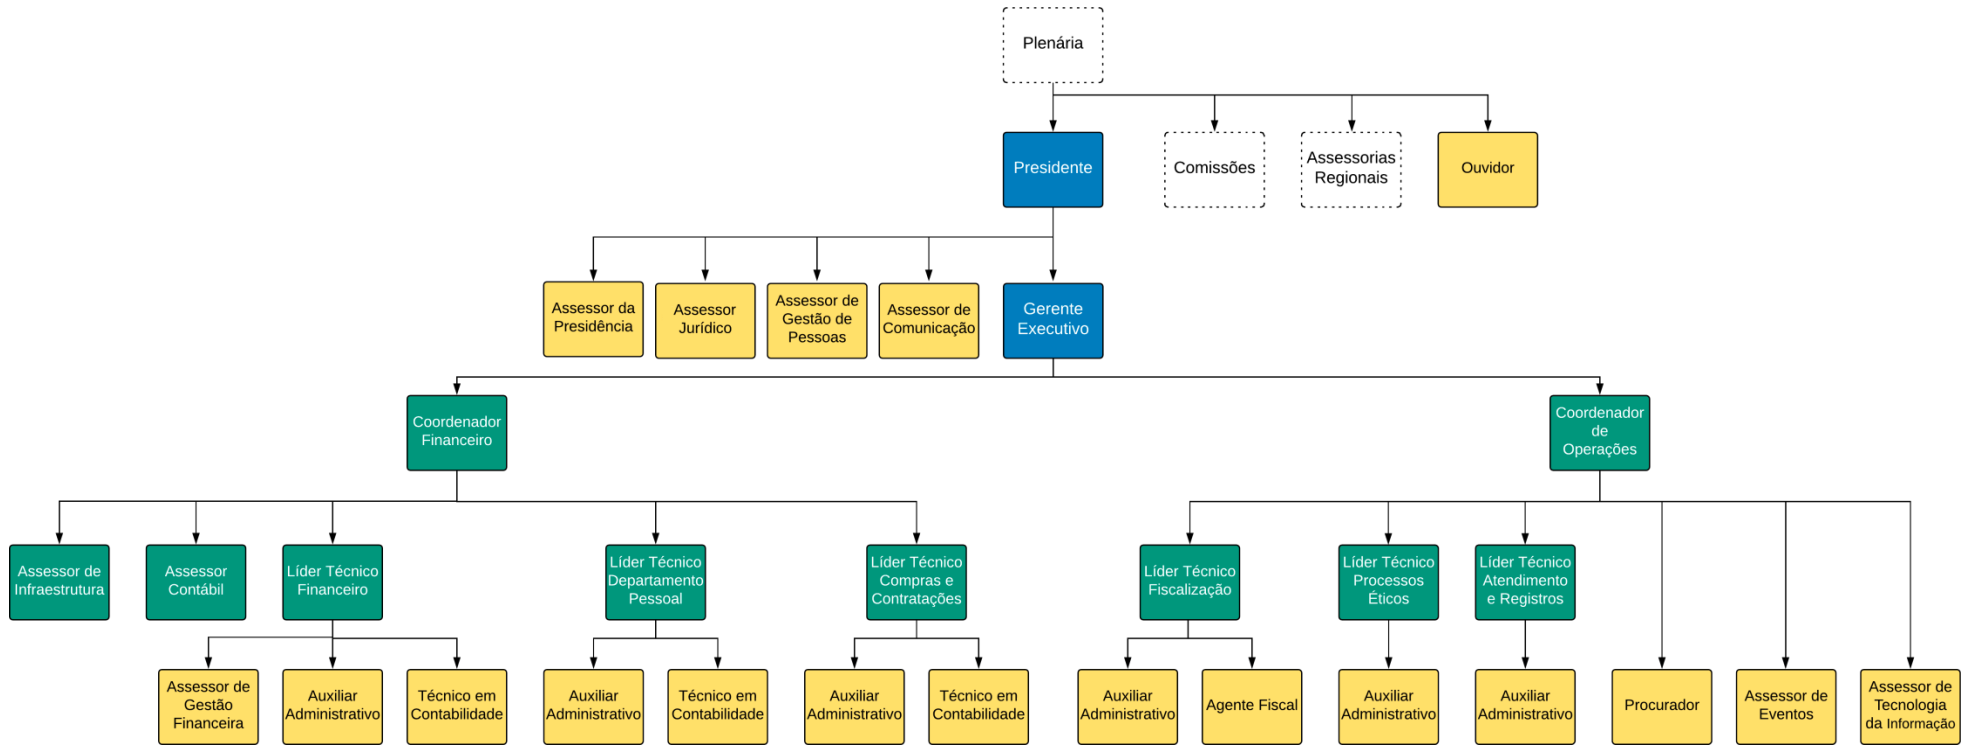 Plenária
Presidente
Comissões
Assessorias
Regionais
Ouvidor
Assessor da
Presidência
Assessor
Jurídico
Assessor de
Gestão de
Pessoas
Assessor de
Comunicação
Gerente
Executivo
Coordenador
Financeiro
Coordenador
de
Operações
Assessor de
Infraestrutura
Assessor
Contábil
Líder Técnico
Financeiro
Líder Técnico
Departamento
Pessoal
Líder Técnico
Compras e
Contratações
Líder Técnico
Fiscalização
Líder Técnico
Processos
Éticos
Líder Técnico
Atendimento
e Registros
Assessor de
Gestão
Financeira
Auxiliar
Administrativo
Técnico em
Contabilidade
Auxiliar
Administrativo
Técnico em
Contabilidade
Auxiliar
Administrativo
Técnico em
Contabilidade
Auxiliar
Administrativo
Agente Fiscal
Auxiliar
Administrativo
Auxiliar
Administrativo
Procurador
Assessor de
Eventos
Assessor de
Tecnologia
da Informação